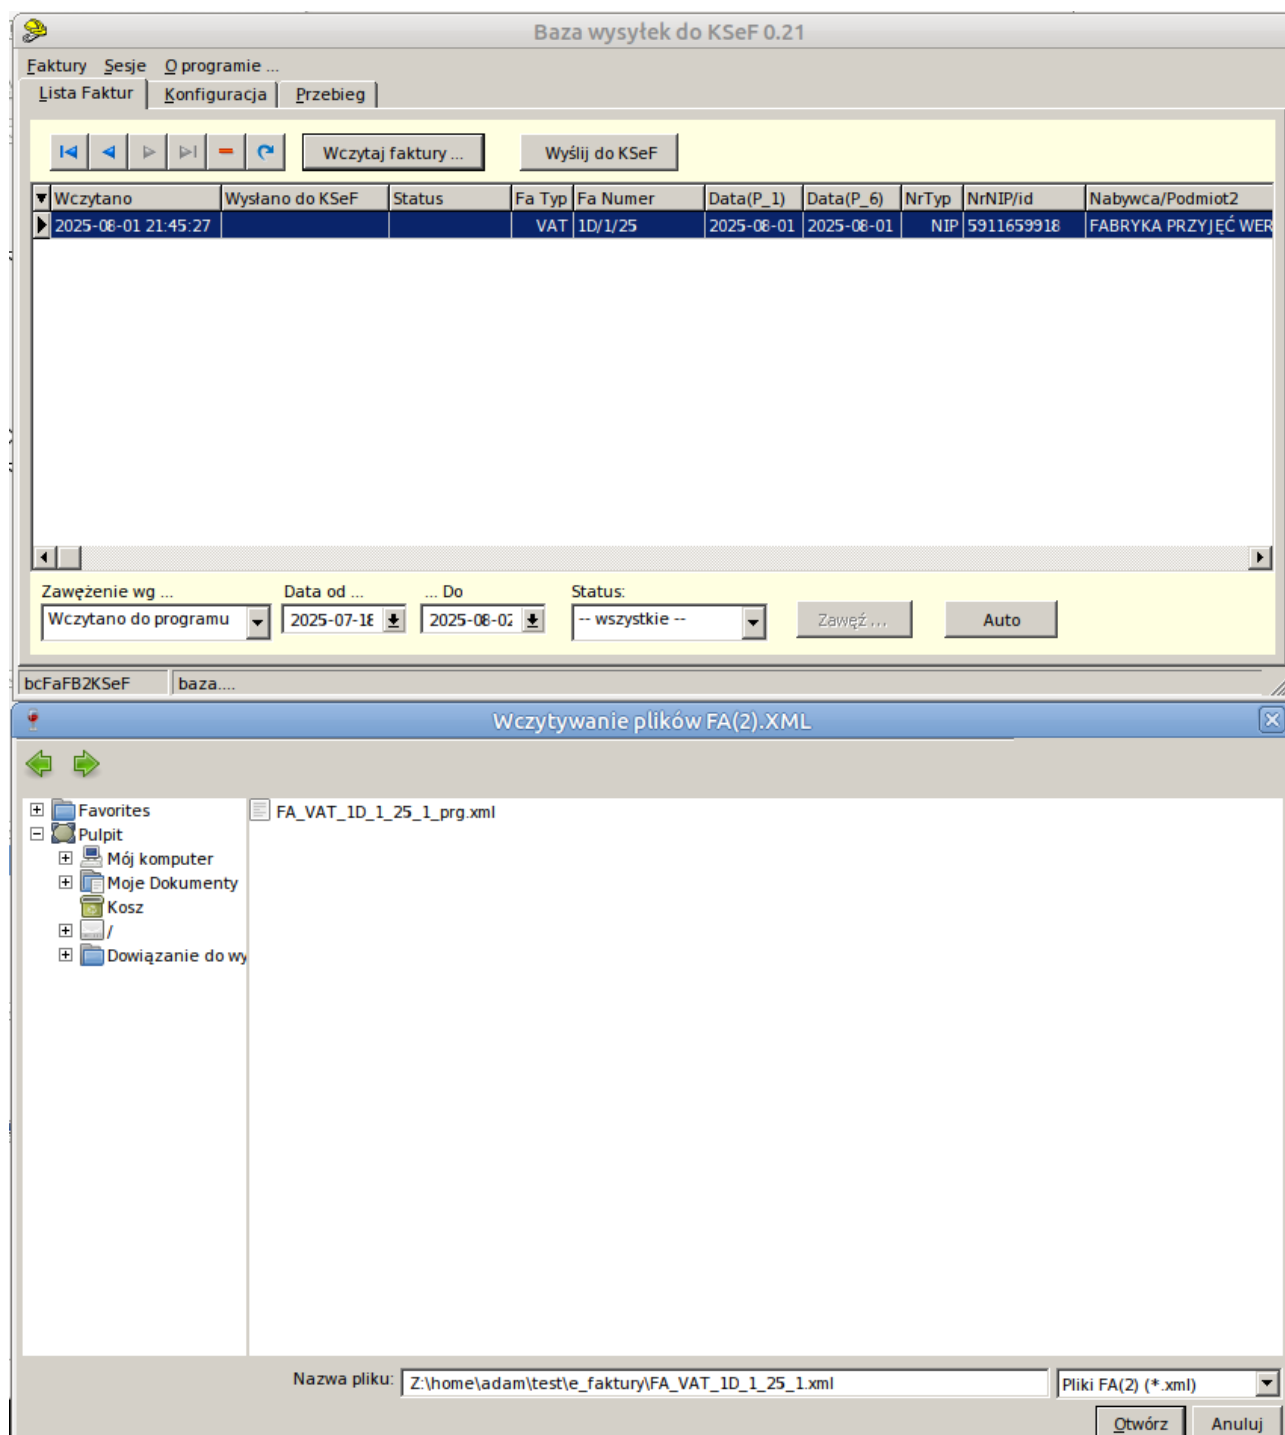 Baza wysyłek do KSeF 0.21
Faktury Sesje O programie ...
Lista Faktur Konfiguracja Przebieg
Wczytaj faktury ... Wyślij do KSeF
Wczytano Wysłano do KSeF Status Fa Typ Fa Numer Data(P_1) Data(P_6) NrTyp NrNIP/id Nabywca/Podmiot2
2025-08-01 21:45:27 VAT 1D/1/25 2025-08-01 2025-08-01 NIP 5911659918 FABRYKA PRZYJĘĆ WER
Zawężenie wg ... Data od ... ... Do Status:
Wczytano do programu 2025-07-18 2025-08-02 -- wszystkie -- Zawęź ... Auto
bcFaFB2KSeF baza....
Wczytywanie plików FA(2).XML
Favorites
Pulpit
Mój komputer
Moje Dokumenty
Kosz
/
Dowiązanie do wy
FA_VAT_1D_1_25_1_prg.xml
Nazwa pliku: Z:\home\adam\test\e_faktury\FA_VAT_1D_1_25_1.xml Pliki FA(2) (*.xml)
Otwórz Anuluj